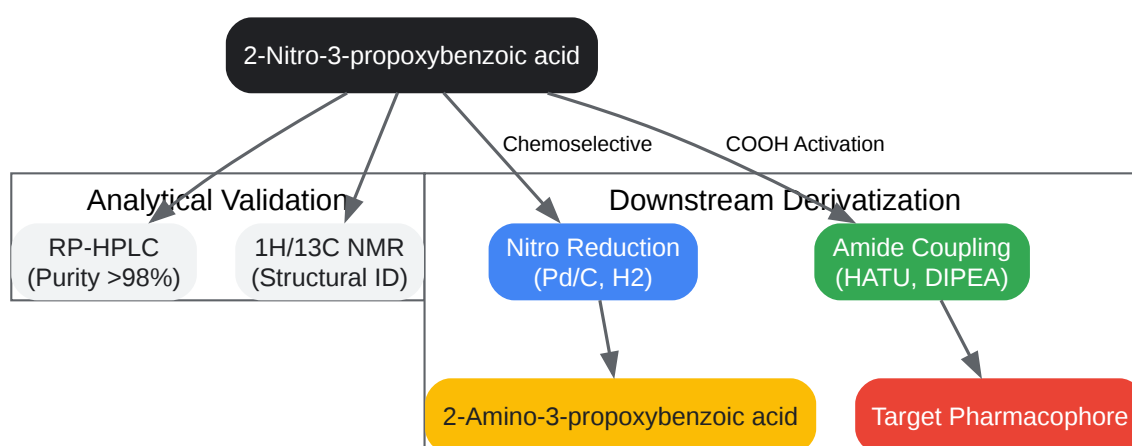 2-Nitro-3-propoxybenzoic acid
Chemoselective
COOH Activation
Analytical Validation
Downstream Derivatization
RP-HPLC
(Purity >98%)
1H/13C NMR
(Structural ID)
Nitro Reduction
(Pd/C, H2)
Amide Coupling
(HATU, DIPEA)
2-Amino-3-propoxybenzoic acid
Target Pharmacophore